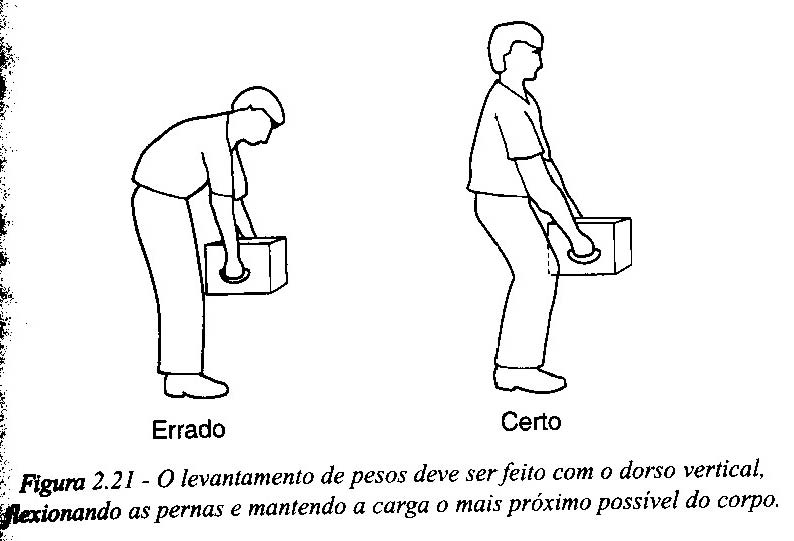 Errado
Certo
Figura 2.21 - O levantamento de pesos deve ser feito com o dorso vertical,
flexionando as pernas e mantendo a carga o mais próximo possível do corpo.